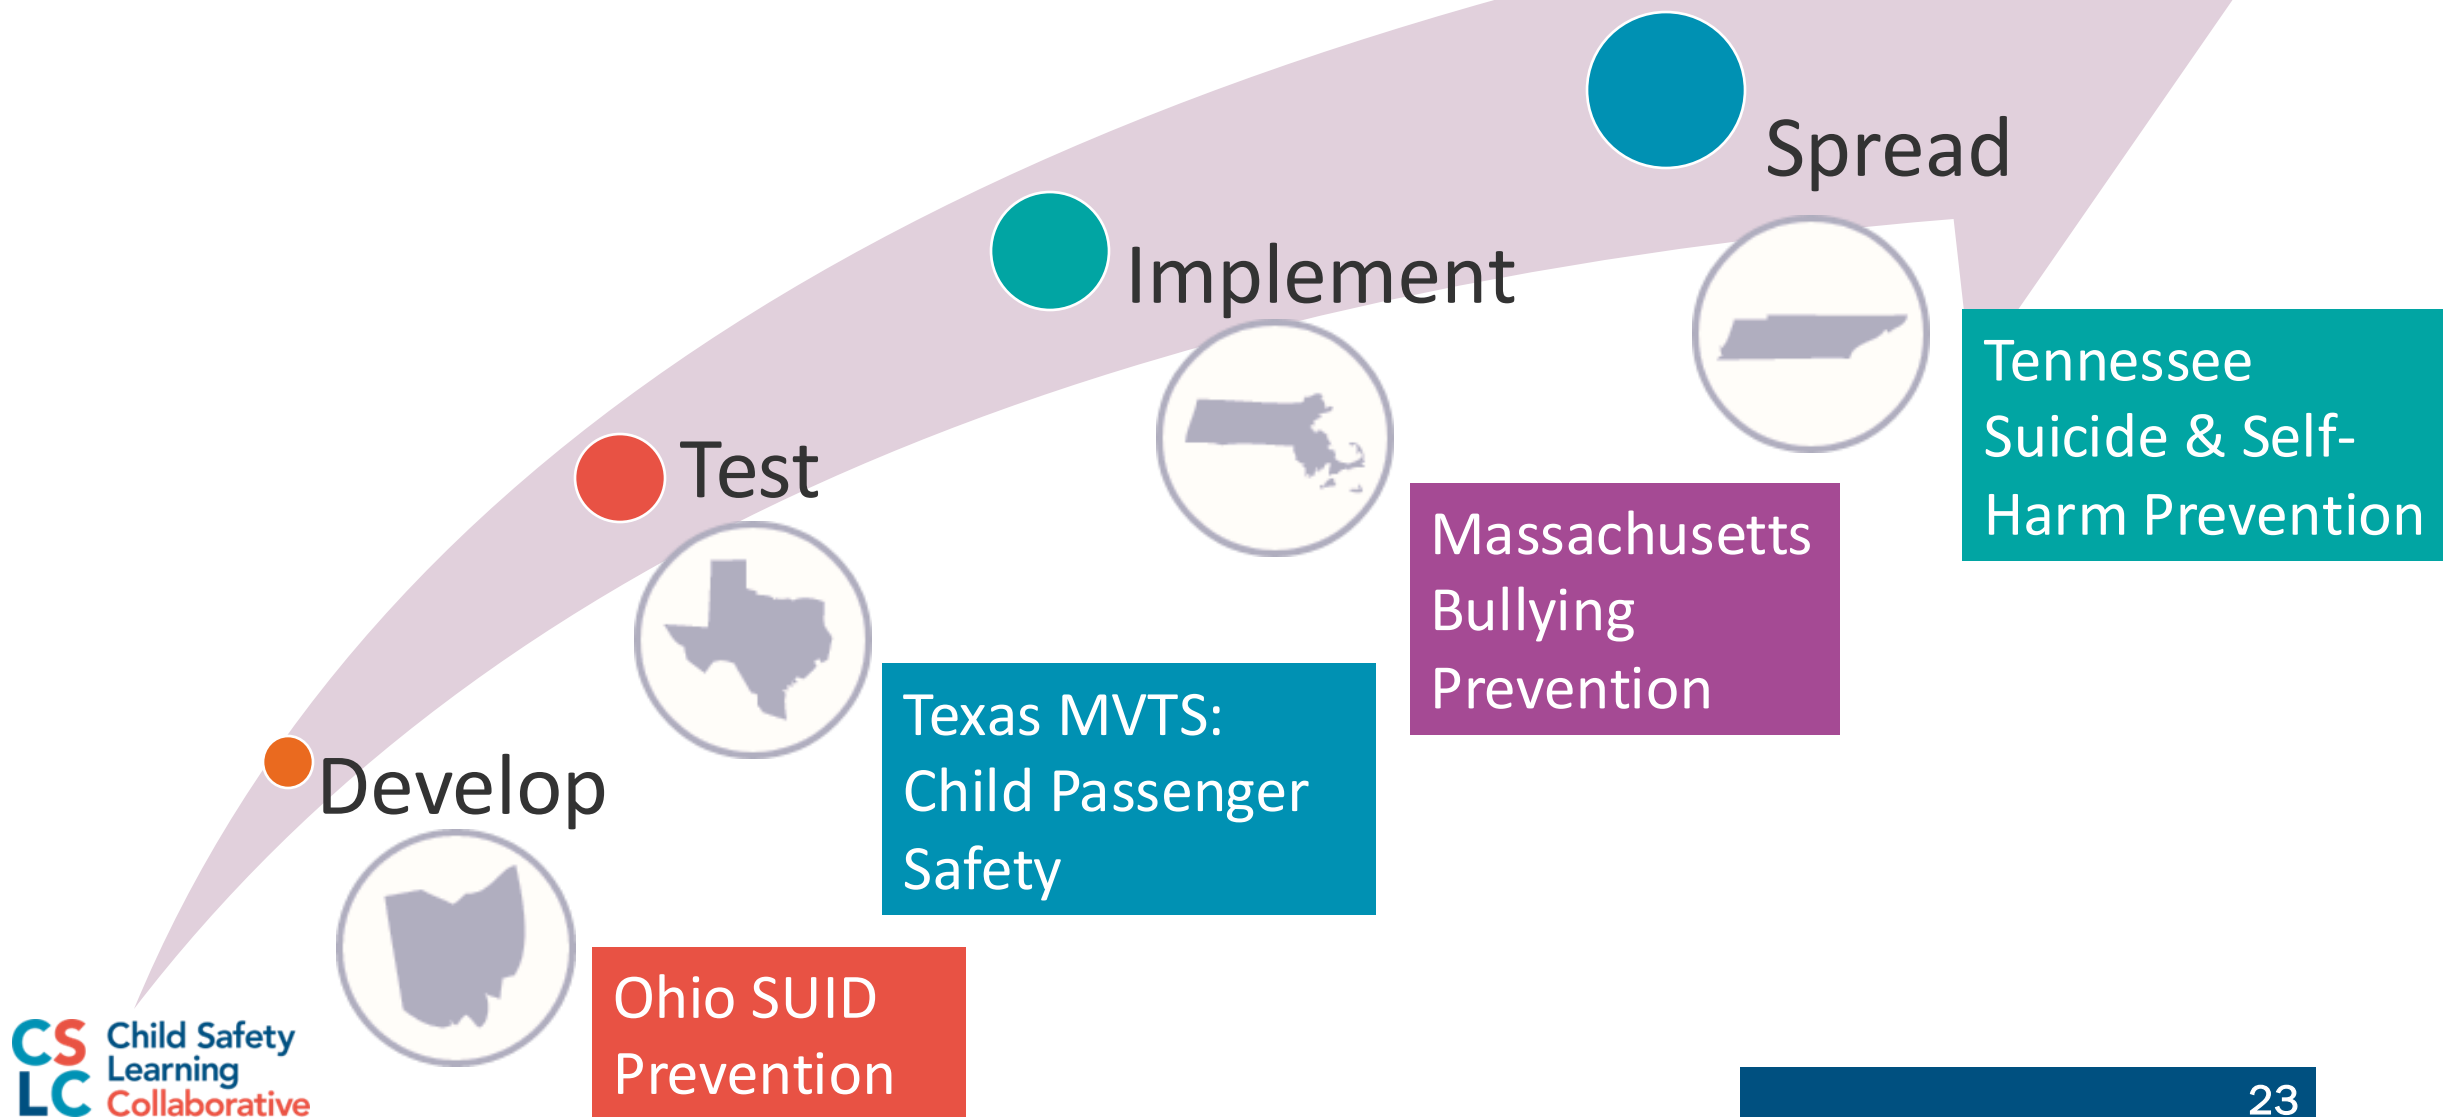 Spread
Implement
Tennessee
Suicide & Self-
Harm Prevention
Test
Massachusetts
Bullying
Prevention
Texas MVTS:
Child Passenger
Safety
Develop
Ohio SUID
Prevention
CS
LC
Child Safety
Learning
Collaborative
23